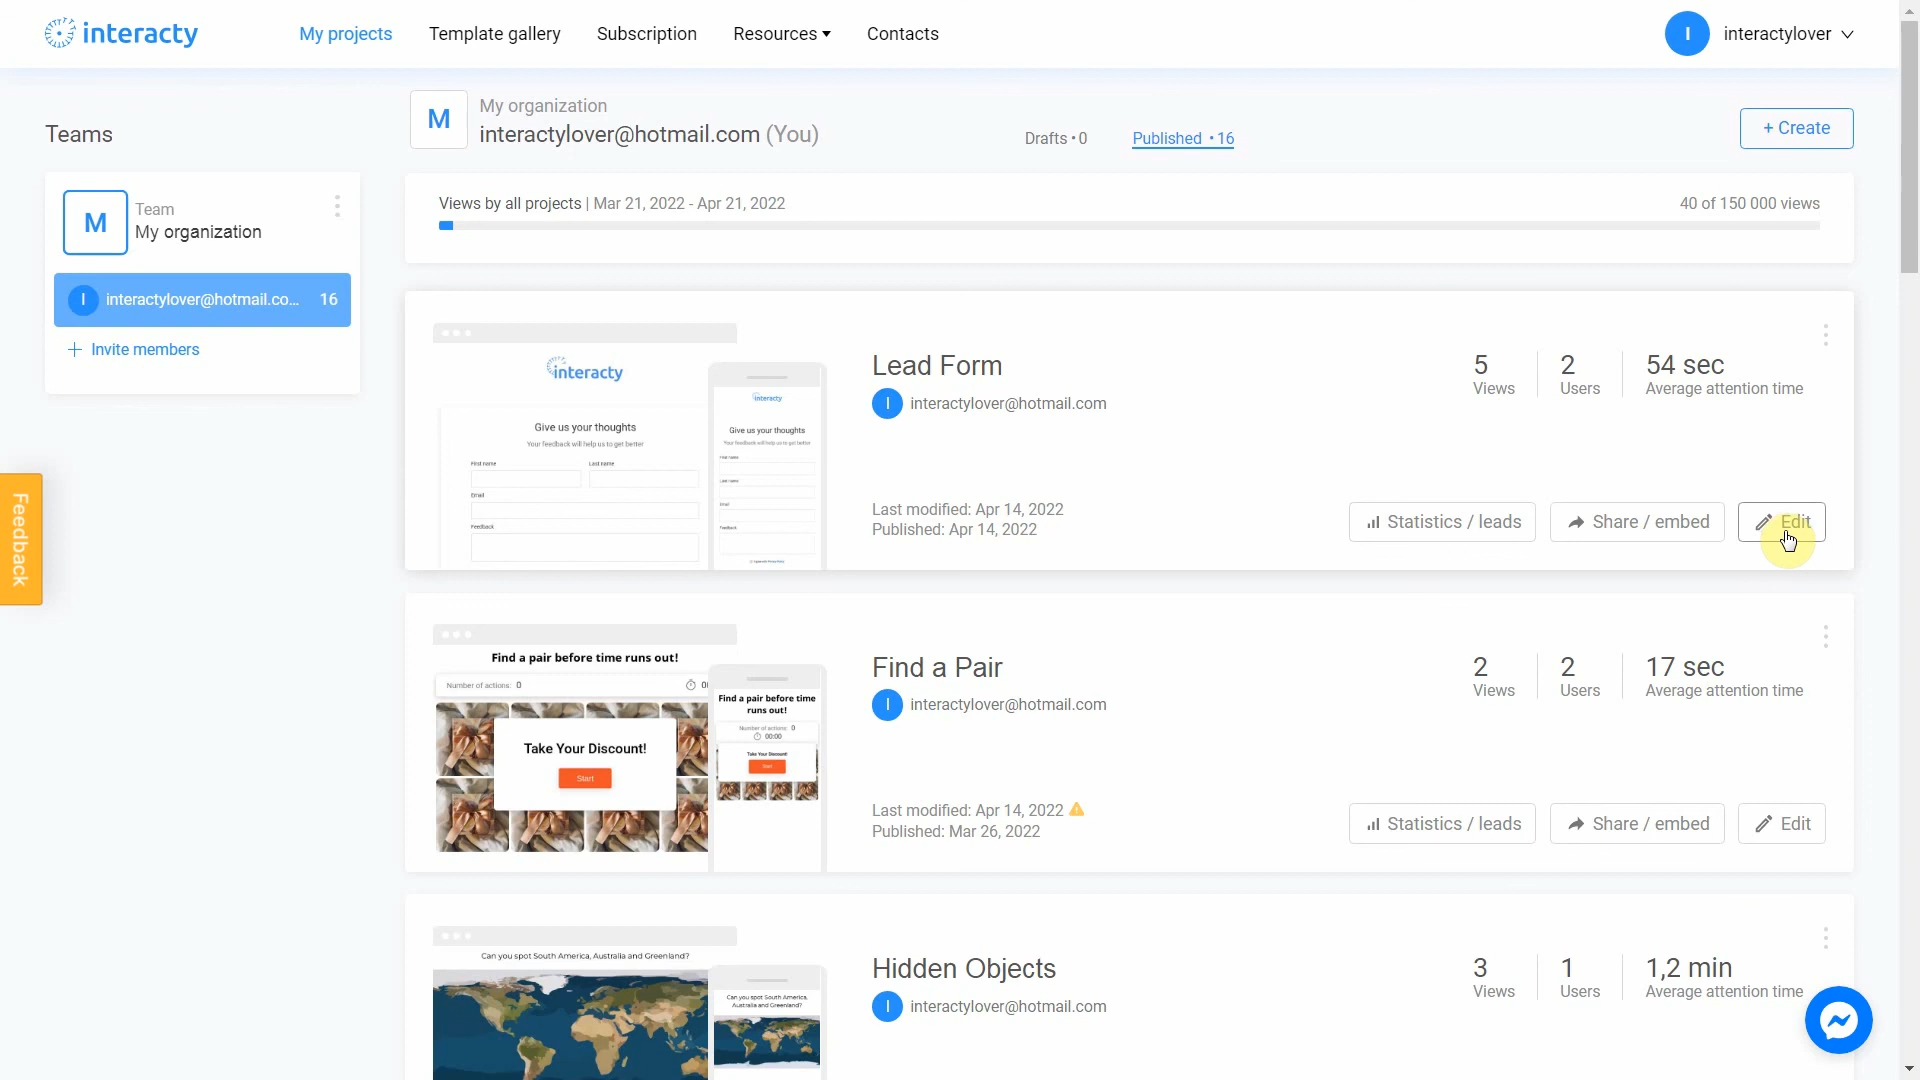 interacty
My projects
Template gallery
Subscription
Resources
Contacts
I
interactylover
Teams
M
Team
My organization
I
interactylover@hotmail.co...
16
Invite members
Feedback
M
My organization
interactylover@hotmail.com (You)
Drafts • 0
Published • 16
+ Create
Views by all projects | Mar 21, 2022 - Apr 21, 2022
40 of 150 000 views
interacty
Give us your thoughts
Your feedback will help us to get better
First name
Last name
Email
Feedback
interacty
Give us your thoughts
Your feedback will help us to get better
First name
Last name
Email
Feedback
Lead Form
I
interactylover@hotmail.com
Last modified: Apr 14, 2022
Published: Apr 14, 2022
5
Views
2
Users
54 sec
Average attention time
Statistics / leads
Share / embed
Edit
Find a pair before time runs out!
Number of actions: 0
Take Your Discount!
Start
Find a pair before time
runs out!
Number of actions: 0
00:00
Take Your Discount!
Start
Find a Pair
I
interactylover@hotmail.com
Last modified: Apr 14, 2022
Published: Mar 26, 2022
2
Views
2
Users
17 sec
Average attention time
Statistics / leads
Share / embed
Edit
Can you spot South America, Australia and Greenland?
Can you spot South America,
Australia and Greenland?
Hidden Objects
I
interactylover@hotmail.com
3
Views
1
Users
1,2 min
Average attention time